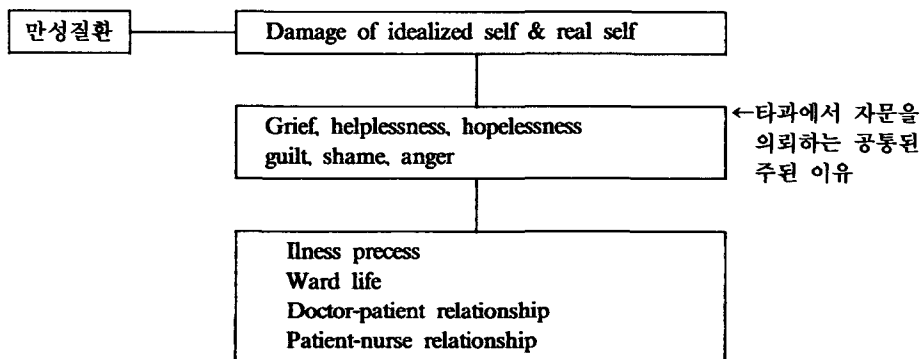 만성질환
Damage of idealized self & real self
Grief, helplessness, hopelessness
guilt, shame, anger
←타과에서 자문을
의뢰하는 공통된
주된 이유
Ilness precess
Ward life
Doctor-patient relationship
Patient-nurse relationship